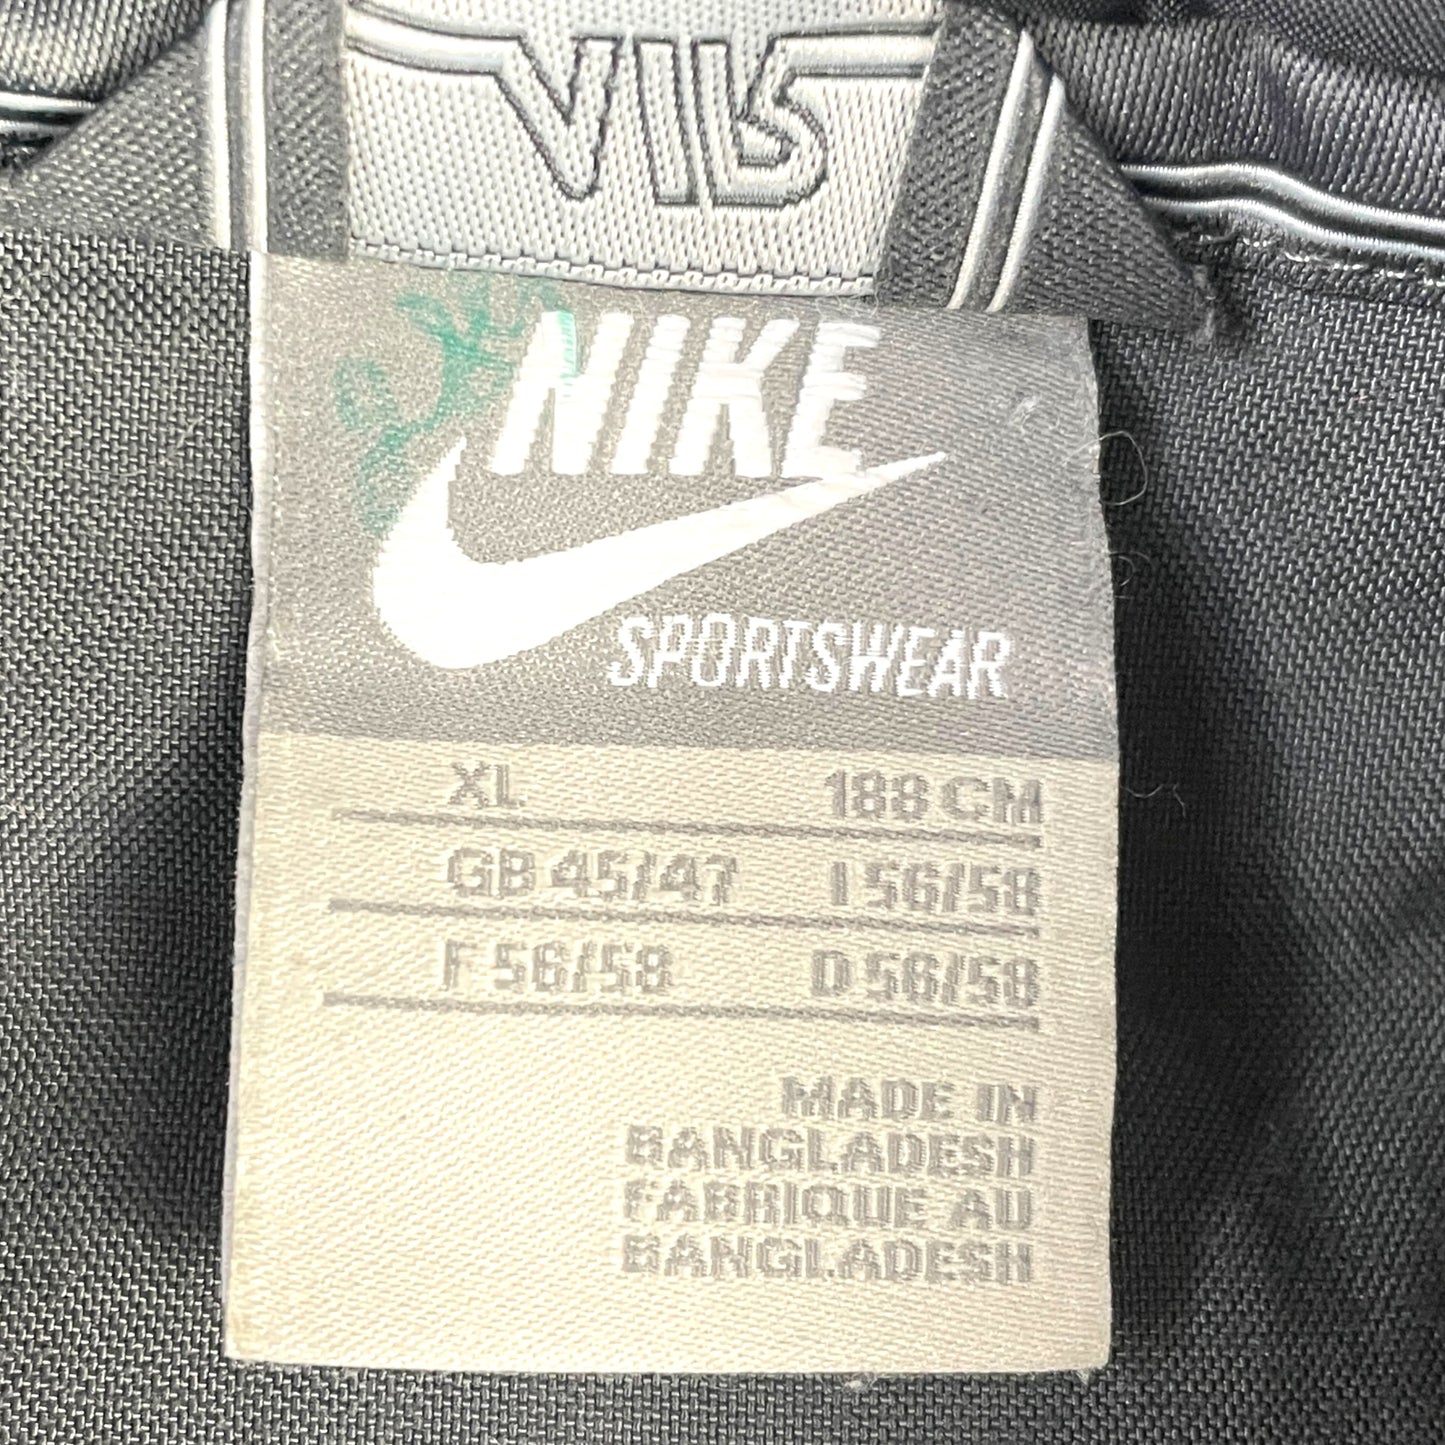 NIKE
SPORTSWEAR
XL 188 CM
GB 45/47 I 56/58
F 56/58 D 56/58
MADE IN
BANGLADESH
FABRIQUE AU
BANGLADESH